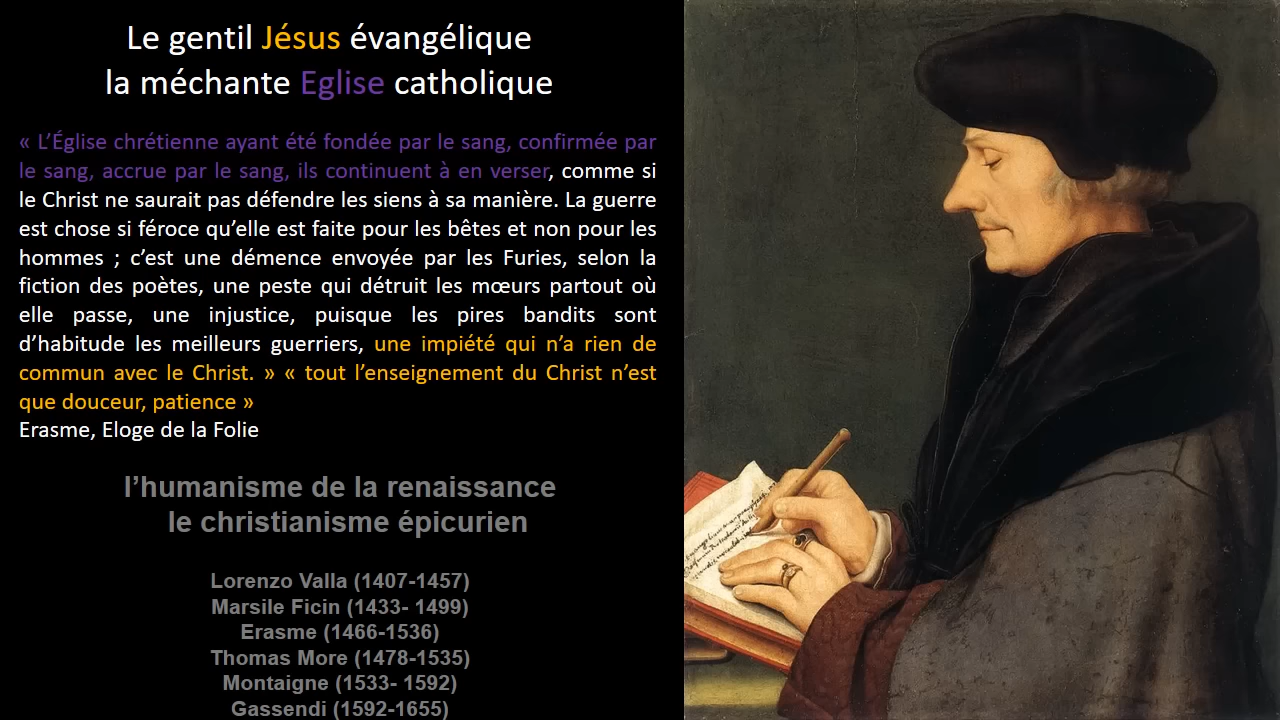 Le gentil Jésus évangélique
la méchante Eglise catholique
« L’Église chrétienne ayant été fondée par le sang, confirmée par
le sang, accrue par le sang, ils continuent à en verser, comme si
le Christ ne saurait pas défendre les siens à sa manière. La guerre
est chose si féroce qu’elle est faite pour les bêtes et non pour les
hommes ; c’est une démence envoyée par les Furies, selon la
fiction des poètes, une peste qui détruit les mœurs partout où
elle passe, une injustice, puisque les pires bandits sont
d’habitude les meilleurs guerriers, une impiété qui n’a rien de
commun avec le Christ. » « tout l’enseignement du Christ n’est
que douceur, patience »
Erasme, Eloge de la Folie
l’humanisme de la renaissance
le christianisme épicurien
Lorenzo Valla (1407-1457)
Marsile Ficin (1433- 1499)
Erasme (1466-1536)
Thomas More (1478-1535)
Montaigne (1533- 1592)
Gassendi (1592-1655)